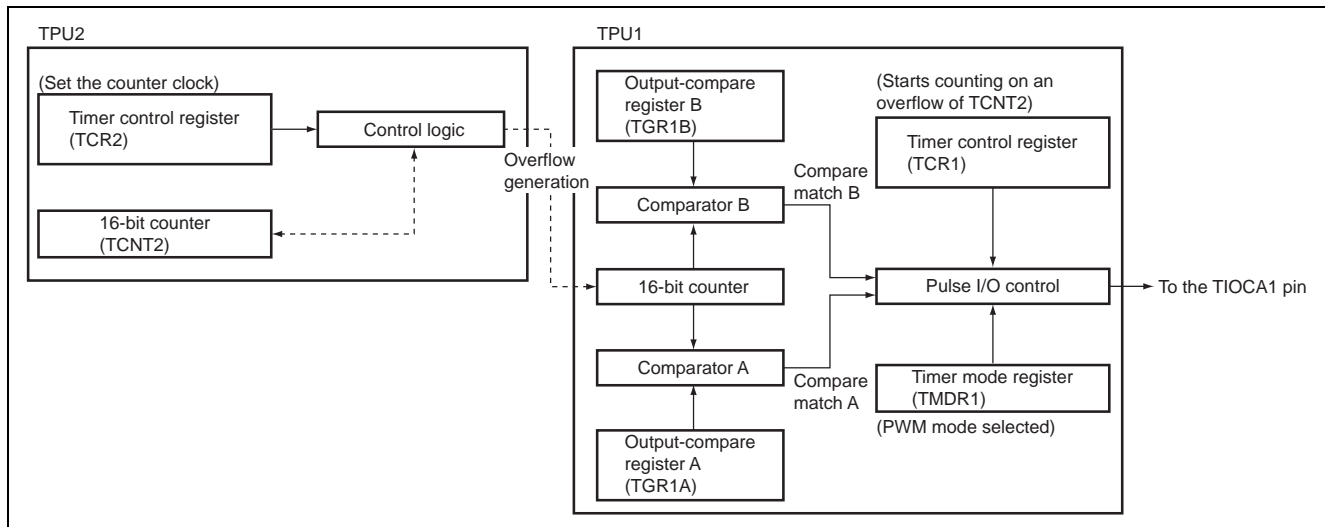 TPU2
(Set the counter clock)
Timer control register
(TCR2)
Control logic
16-bit counter
(TCNT2)
Overflow
generation
TPU1
Output-compare
register B
(TGR1B)
Comparator B
16-bit counter
Comparator A
Output-compare
register A
(TGR1A)
Compare
match B
Compare
match A
(Starts counting on an
overflow of TCNT2)
Timer control register
(TCR1)
Pulse I/O control
Timer mode register
(TMDR1)
(PWM mode selected)
To the TIOCA1 pin